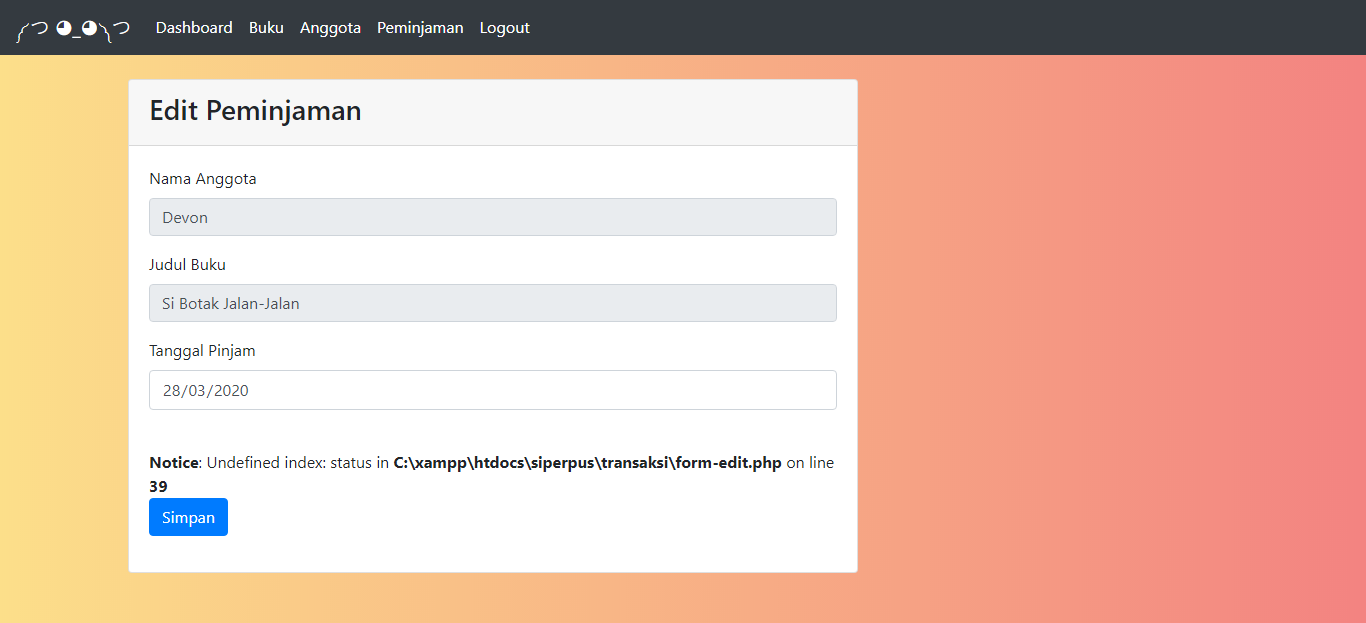 ༼つ ◕_◕༽つ Dashboard Buku Anggota Peminjaman Logout
Edit Peminjaman
Nama Anggota
Devon
Judul Buku
Si Botak Jalan-Jalan
Tanggal Pinjam
28/03/2020
Notice: Undefined index: status in C:\xampp\htdocs\siperpus\transaksi\form-edit.php on line
39
Simpan